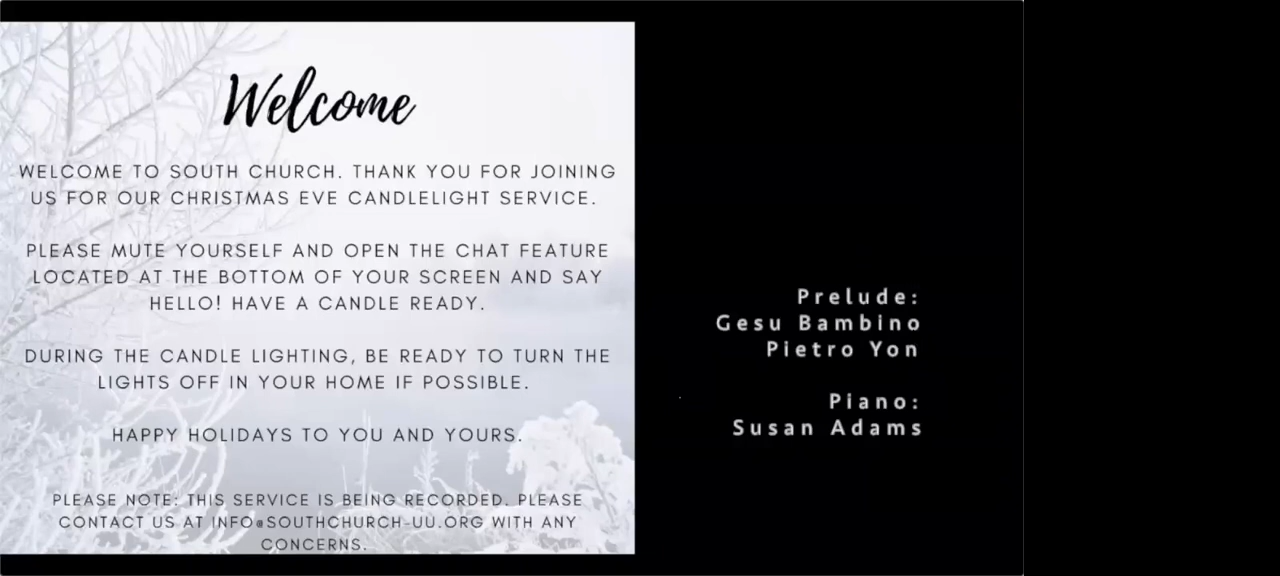 Welcome
WELCOME TO SOUTH CHURCH. THANK YOU FOR JOINING
US FOR OUR CHRISTMAS EVE CANDLELIGHT SERVICE.
PLEASE MUTE YOURSELF AND OPEN THE CHAT FEATURE
LOCATED AT THE BOTTOM OF YOUR SCREEN AND SAY
HELLO! HAVE A CANDLE READY.
DURING THE CANDLE LIGHTING, BE READY TO TURN THE
LIGHTS OFF IN YOUR HOME IF POSSIBLE.
HAPPY HOLIDAYS TO YOU AND YOURS.
PLEASE NOTE: THIS SERVICE IS BEING RECORDED. PLEASE
CONTACT US AT INFO@SOUTHCHURCH-UU.ORG WITH ANY
CONCERNS.
Prelude:
Gesu Bambino
Pietro Yon
Piano:
Susan Adams